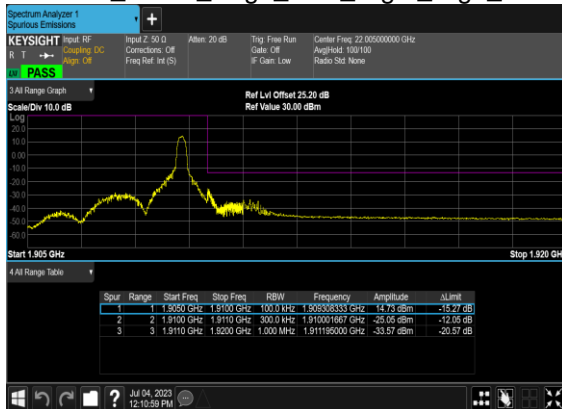 Spectrum Analyzer 1
Spurious Emissions
KEYSIGHT Input: RF Input Z: 50 Ω Atten: 20 dB Trig: Free Run Center Freq: 22.005000000 GHz
R T Coupling: DC Corrections: Off Gate: Off Avg|Hold: 100/100
Align: Off Freq Ref: Int (S) IF Gain: Low Radio Std: None
PASS
3 All Range Graph Ref Lvl Offset 25.20 dB
Scale/Div 10.0 dB Ref Value 30.00 dBm
Log
20.0
10.0
0.00
-10.0
-20.0
-30.0
-40.0
-50.0
-60.0
Start 1.905 GHz Stop 1.920 GH
4 All Range Table
Spur Range Start Freq Stop Freq RBW Frequency Amplitude ΔLimit
1 1 1.9050 GHz 1.9100 GHz 100.0 kHz 1.909308333 GHz 14.73 dBm -15.27 dB
2 2 1.9100 GHz 1.9110 GHz 300.0 kHz 1.910001667 GHz -25.05 dBm -12.05 dB
3 3 1.9110 GHz 1.9200 GHz 1.000 MHz 1.911195000 GHz -33.57 dBm -20.57 dB
? Jul 04, 2023
12:10:59 PM